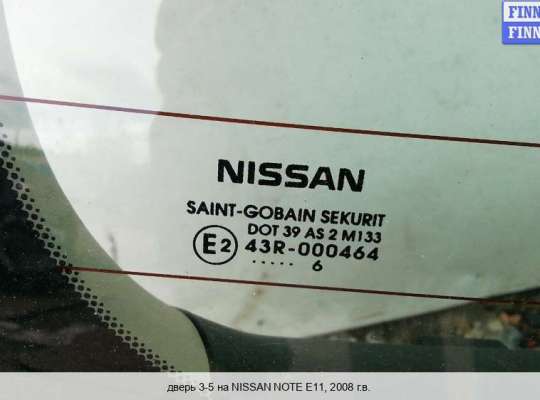 FINN
FINN
NISSAN
SAINT-GOBAIN SEKURIT
DOT 39 AS 2 M133
E2 43R-000464
..... 6
дверь 3-5 на NISSAN NOTE E11, 2008 г.в.